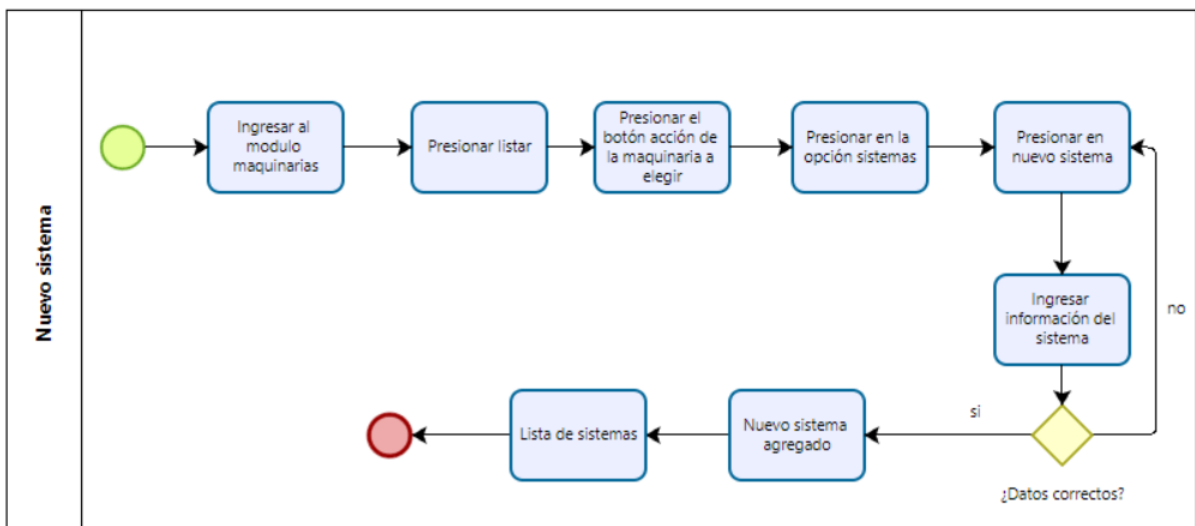 Nuevo sistema
Ingresar al
modulo
maquinarias
Presionar listar
Presionar el
botón acción de
la maquinaria a
elegir
Presionar en la
opción sistemas
Presionar en
nuevo sistema
Ingresar
información del
sistema
no
si
¿Datos correctos?
Nuevo sistema
agregado
Lista de sistemas